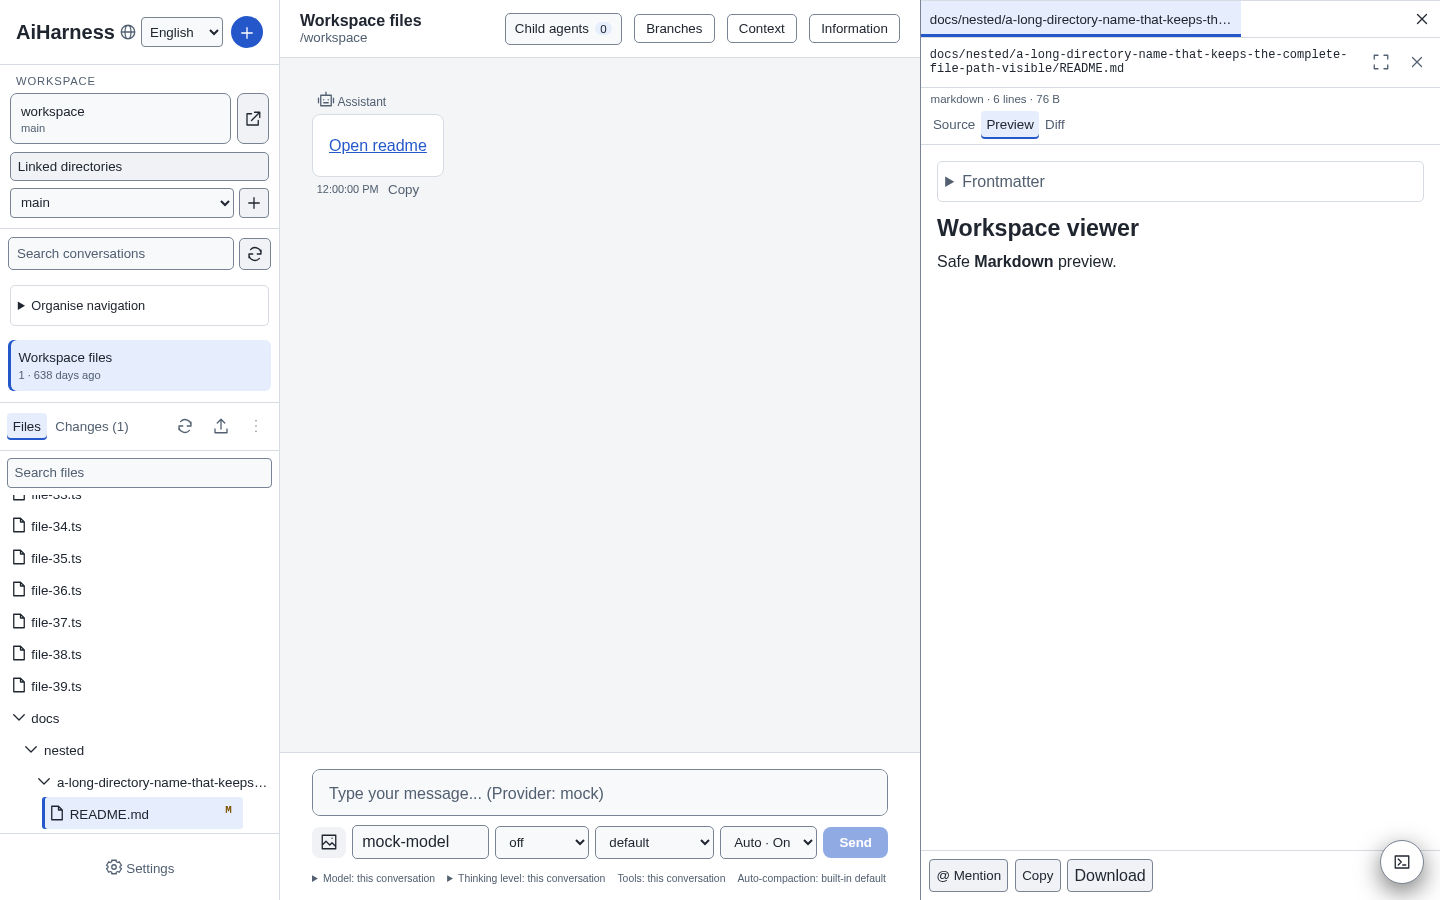 AiHarness
English
WORKSPACE
workspace
main
Linked directories
main
Search conversations
Organise navigation
Workspace files
1 · 638 days ago
Files
Changes (1)
Search files
file-33.ts
file-34.ts
file-35.ts
file-36.ts
file-37.ts
file-38.ts
file-39.ts
docs
nested
a-long-directory-name-that-keeps…
README.md
M
Settings
Workspace files
/workspace
Child agents 0
Branches
Context
Information
Assistant
Open readme
12:00:00 PM Copy
Type your message... (Provider: mock)
mock-model
off
default
Auto · On
Send
Model: this conversation
Thinking level: this conversation
Tools: this conversation
Auto-compaction: built-in default
docs/nested/a-long-directory-name-that-keeps-th…
docs/nested/a-long-directory-name-that-keeps-the-complete-
file-path-visible/README.md
markdown · 6 lines · 76 B
Source
Preview
Diff
Frontmatter
Workspace viewer
Safe Markdown preview.
@ Mention
Copy
Download